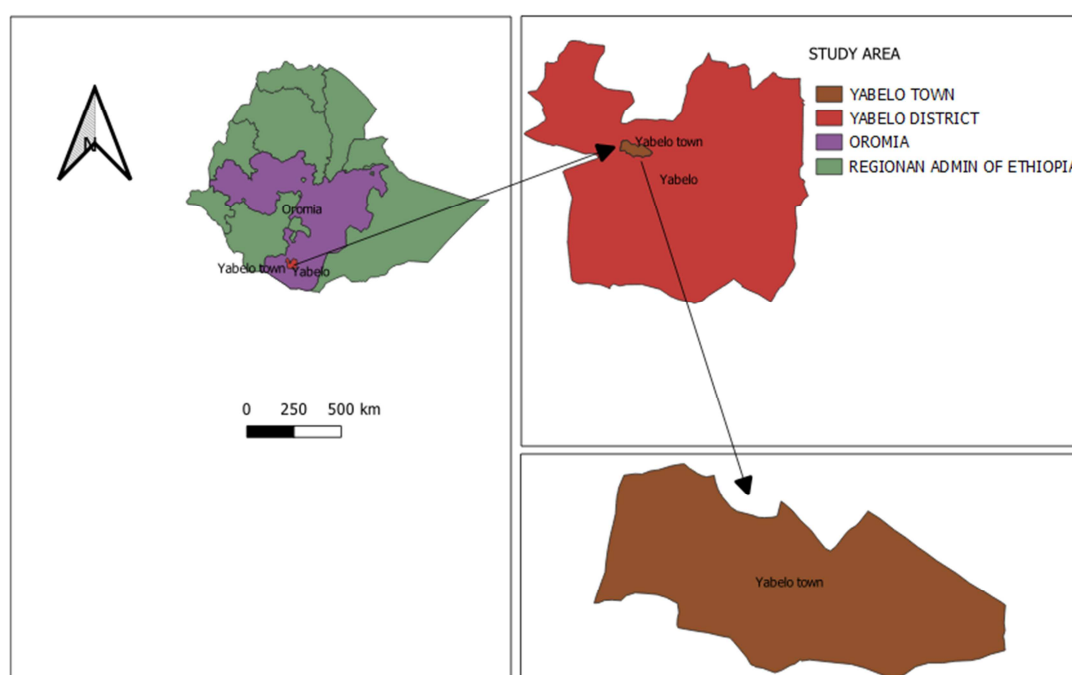 N
Oromia
Yabelo town
Yabelo
0 250 500 km
Yabelo town
Yabelo
STUDY AREA
YABELO TOWN
YABELO DISTRICT
OROMIA
REGIONAN ADMIN OF ETHIOPIA
Yabelo town